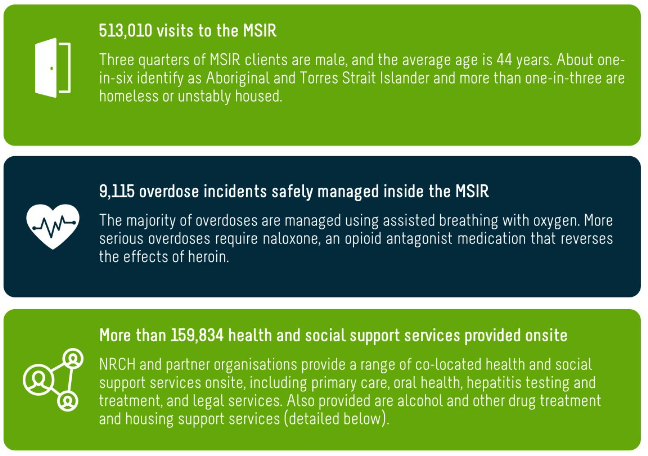 513,010 visits to the MSIR
Three quarters of MSIR clients are male, and the average age is 44 years. About one-
in-six identify as Aboriginal and Torres Strait Islander and more than one-in-three are
homeless or unstably housed.
9,115 overdose incidents safely managed inside the MSIR
The majority of overdoses are managed using assisted breathing with oxygen. More
serious overdoses require naloxone, an opioid antagonist medication that reverses
the effects of heroin.
More than 159,834 health and social support services provided onsite
NRCH and partner organisations provide a range of co-located health and social
support services onsite, including primary care, oral health, hepatitis testing and
treatment, and legal services. Also provided are alcohol and other drug treatment
and housing support services (detailed below).